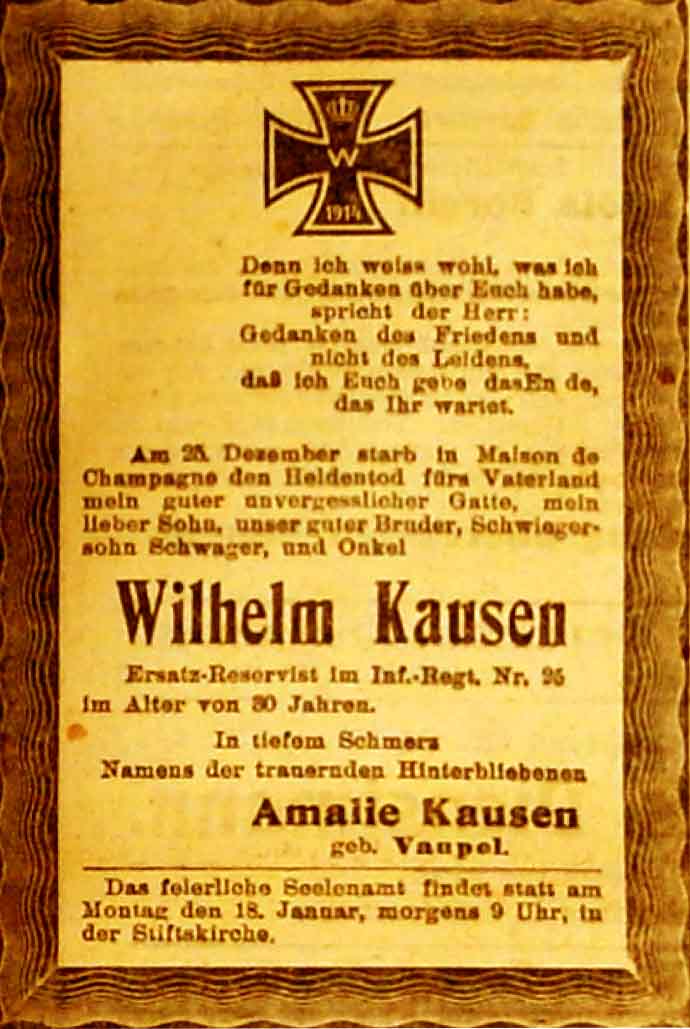 W
1914
Denn ich weiss wohl, was ich
für Gedanken über Euch habe,
spricht der Herr:
Gedanken des Friedens und
nicht des Leidens,
daß ich Euch gebe dasEn de,
das Ihr wartet.
Am 25. Dezember starb in Maison de
Champagne den Heldentod fürs Vaterland
mein guter unvergesslicher Gatte, mein
lieber Sohn, unser guter Bruder, Schwieger-
sohn Schwager, und Onkel
Wilhelm Kausen
Ersatz-Reservist im Inf.-Regt. Nr. 25
im Alter von 30 Jahren.
In tiefem Schmerz
Namens der trauernden Hinterbliebenen
Amalie Kausen
geb. Vaupel.
Das feierliche Seelenamt findet statt am
Montag den 18. Januar, morgens 9 Uhr, in
der Stiftskirche.